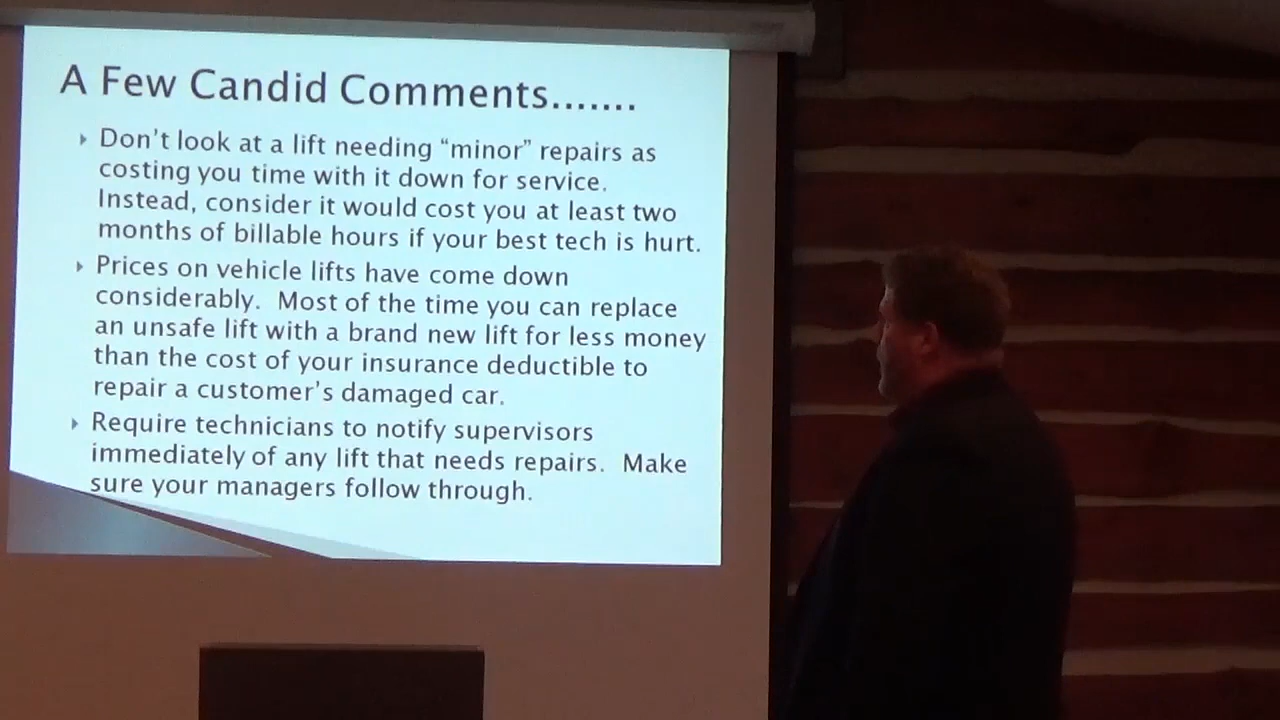 A Few Candid Comments.......
Don't look at a lift needing “minor” repairs as
costing you time with it down for service.
Instead, consider it would cost you at least two
months of billable hours if your best tech is hurt.
Prices on vehicle lifts have come down
considerably.  Most of the time you can replace
an unsafe lift with a brand new lift for less money
than the cost of your insurance deductible to
repair a customer's damaged car.
Require technicians to notify supervisors
immediately of any lift that needs repairs.  Make
sure your managers follow through.